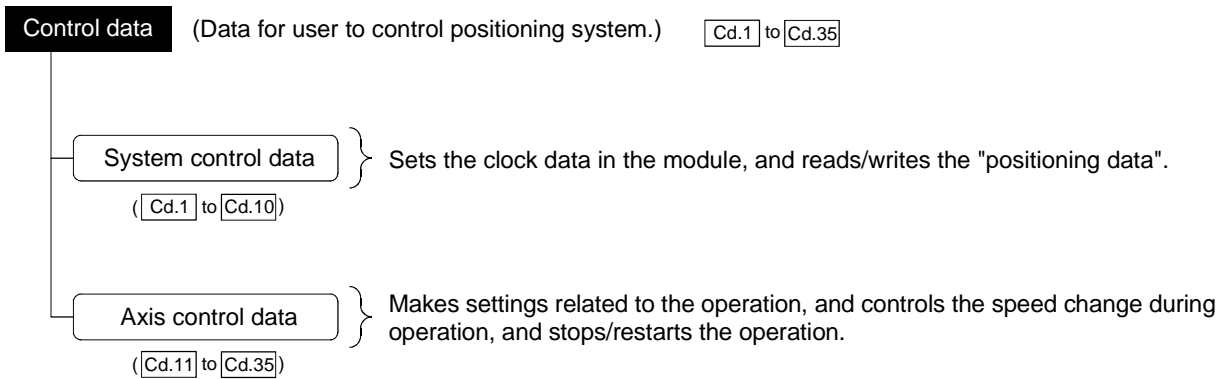 Control data (Data for user to control positioning system.) Cd.1 to Cd.35
System control data Sets the clock data in the module, and reads/writes the "positioning data".
( Cd.1 to Cd.10 )
Axis control data Makes settings related to the operation, and controls the speed change during
operation, and stops/restarts the operation.
( Cd.11 to Cd.35 )